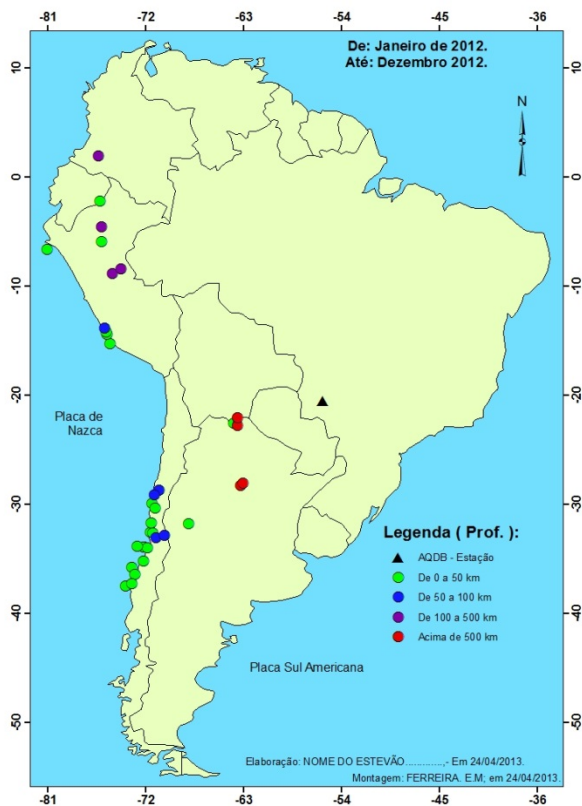 -81 -72 -63 -54 -45 -36
De: Janeiro de 2012.
Até: Dezembro 2012.
10 10
N
0 0
-10 -10
-20 -20
Placa de
Nazca
-30 -30
Legenda ( Prof. ):
AQDB - Estação
De 0 a 50 km
De 50 a 100 km
De 100 a 500 km
Acima de 500 km
-40 -40
Placa Sul Americana
-50 -50
Elaboração: NOME DO ESTEVÃO.............,- Em 24/04/2013.
Montagem: FERREIRA. E.M; em 24/04/2013.
-81 -72 -63 -54 -45 -36